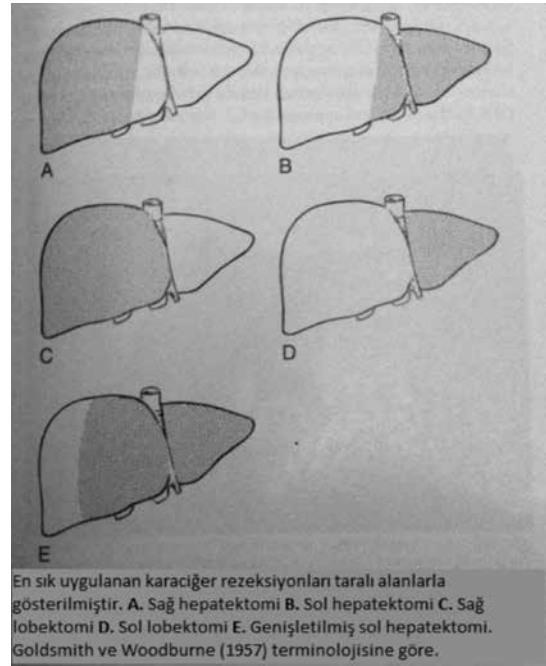 A
B
C
D
E
En sık uygulanan karaciğer rezeksiyonları taralı alanlarla
gösterilmiştir. A. Sağ hepatektomi B. Sol hepatektomi C. Sağ
lobektomi D. Sol lobektomi E. Genişletilmiş sol hepatektomi.
Goldsmith ve Woodburne (1957) terminolojisine göre.